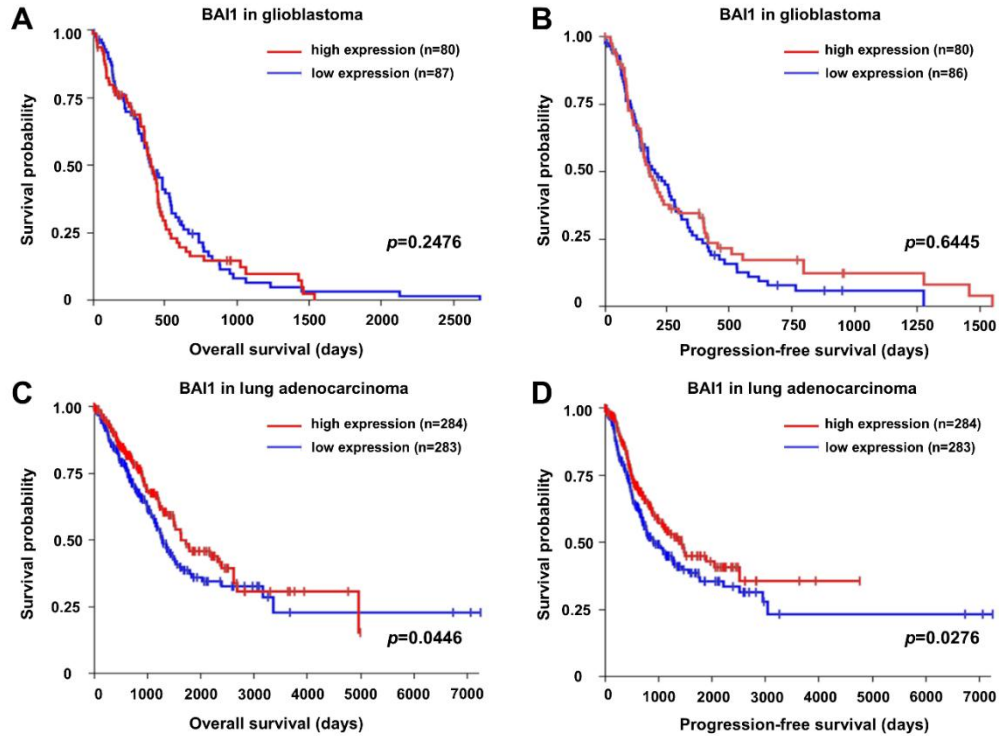 A
BAI1 in glioblastoma
high expression (n=80)
low expression (n=87)
Survival probability
1.00
0.75
0.50
0.25
0
p=0.2476
0 500 1000 1500 2000 2500
Overall survival (days)
B
BAI1 in glioblastoma
high expression (n=80)
low expression (n=86)
Survival probability
1.00
0.75
0.50
0.25
0
p=0.6445
0 250 500 750 1000 1250 1500
Progression-free survival (days)
C
BAI1 in lung adenocarcinoma
high expression (n=284)
low expression (n=283)
Survival probability
1.00
0.75
0.50
0.25
0
p=0.0446
0 1000 2000 3000 4000 5000 6000 7000
Overall survival (days)
D
BAI1 in lung adenocarcinoma
high expression (n=284)
low expression (n=283)
Survival probability
1.00
0.75
0.50
0.25
0
p=0.0276
0 1000 2000 3000 4000 5000 6000 7000
Progression-free survival (days)